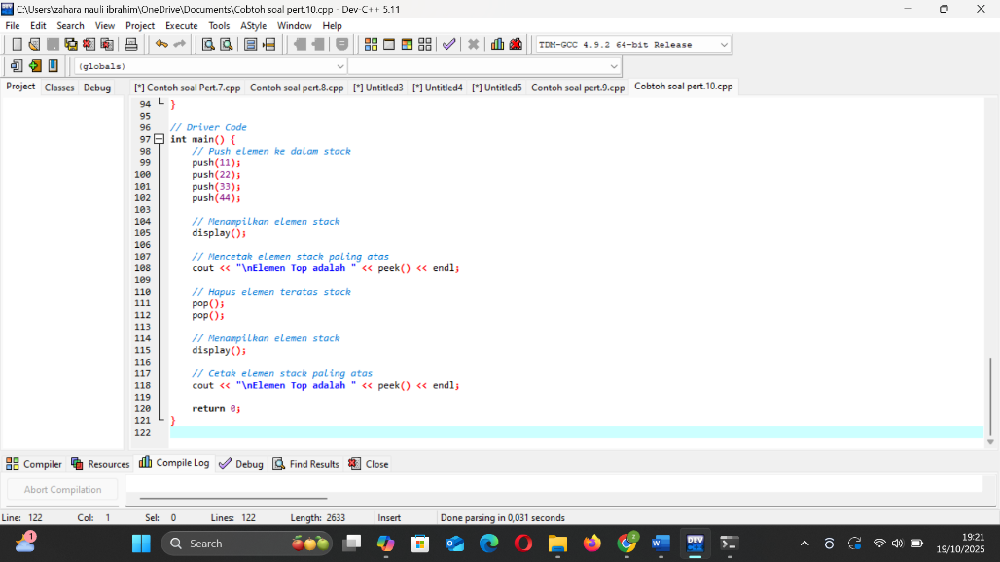 C:\Users\zahara nauli ibrahim\OneDrive\Documents\Cobtoh soal pert.10.cpp - Dev-C++ 5.11
File Edit Search View Project Execute Tools AStyle Window Help
TDM-GCC 4.9.2 64-bit Release
(globals)
Project Classes Debug
[*] Contoh soal Pert.7.cpp Contoh soal pert.8.cpp [*] Untitled3 [*] Untitled4 [*] Untitled5 Contoh soal pert.9.cpp Cobtoh soal pert.10.cpp
94 }
95
96 // Driver Code
97 int main() {
98 // Push elemen ke dalam stack
99 push(11);
100 push(22);
101 push(33);
102 push(44);
103
104 // Menampilkan elemen stack
105 display();
106
107 // Mencetak elemen stack paling atas
108 cout << "\nElemen Top adalah " << peek() << endl;
109
110 // Hapus elemen teratas stack
111 pop();
112 pop();
113
114 // Menampilkan elemen stack
115 display();
116
117 // Cetak elemen stack paling atas
118 cout << "\nElemen Top adalah " << peek() << endl;
119
120 return 0;
121 }
122
Compiler Resources Compile Log Debug Find Results Close
Abort Compilation
Line: 122 Col: 1 Sel: 0 Lines: 122 Length: 2633 Insert Done parsing in 0,031 seconds
1
Search
2
DEV
19:21
19/10/2025